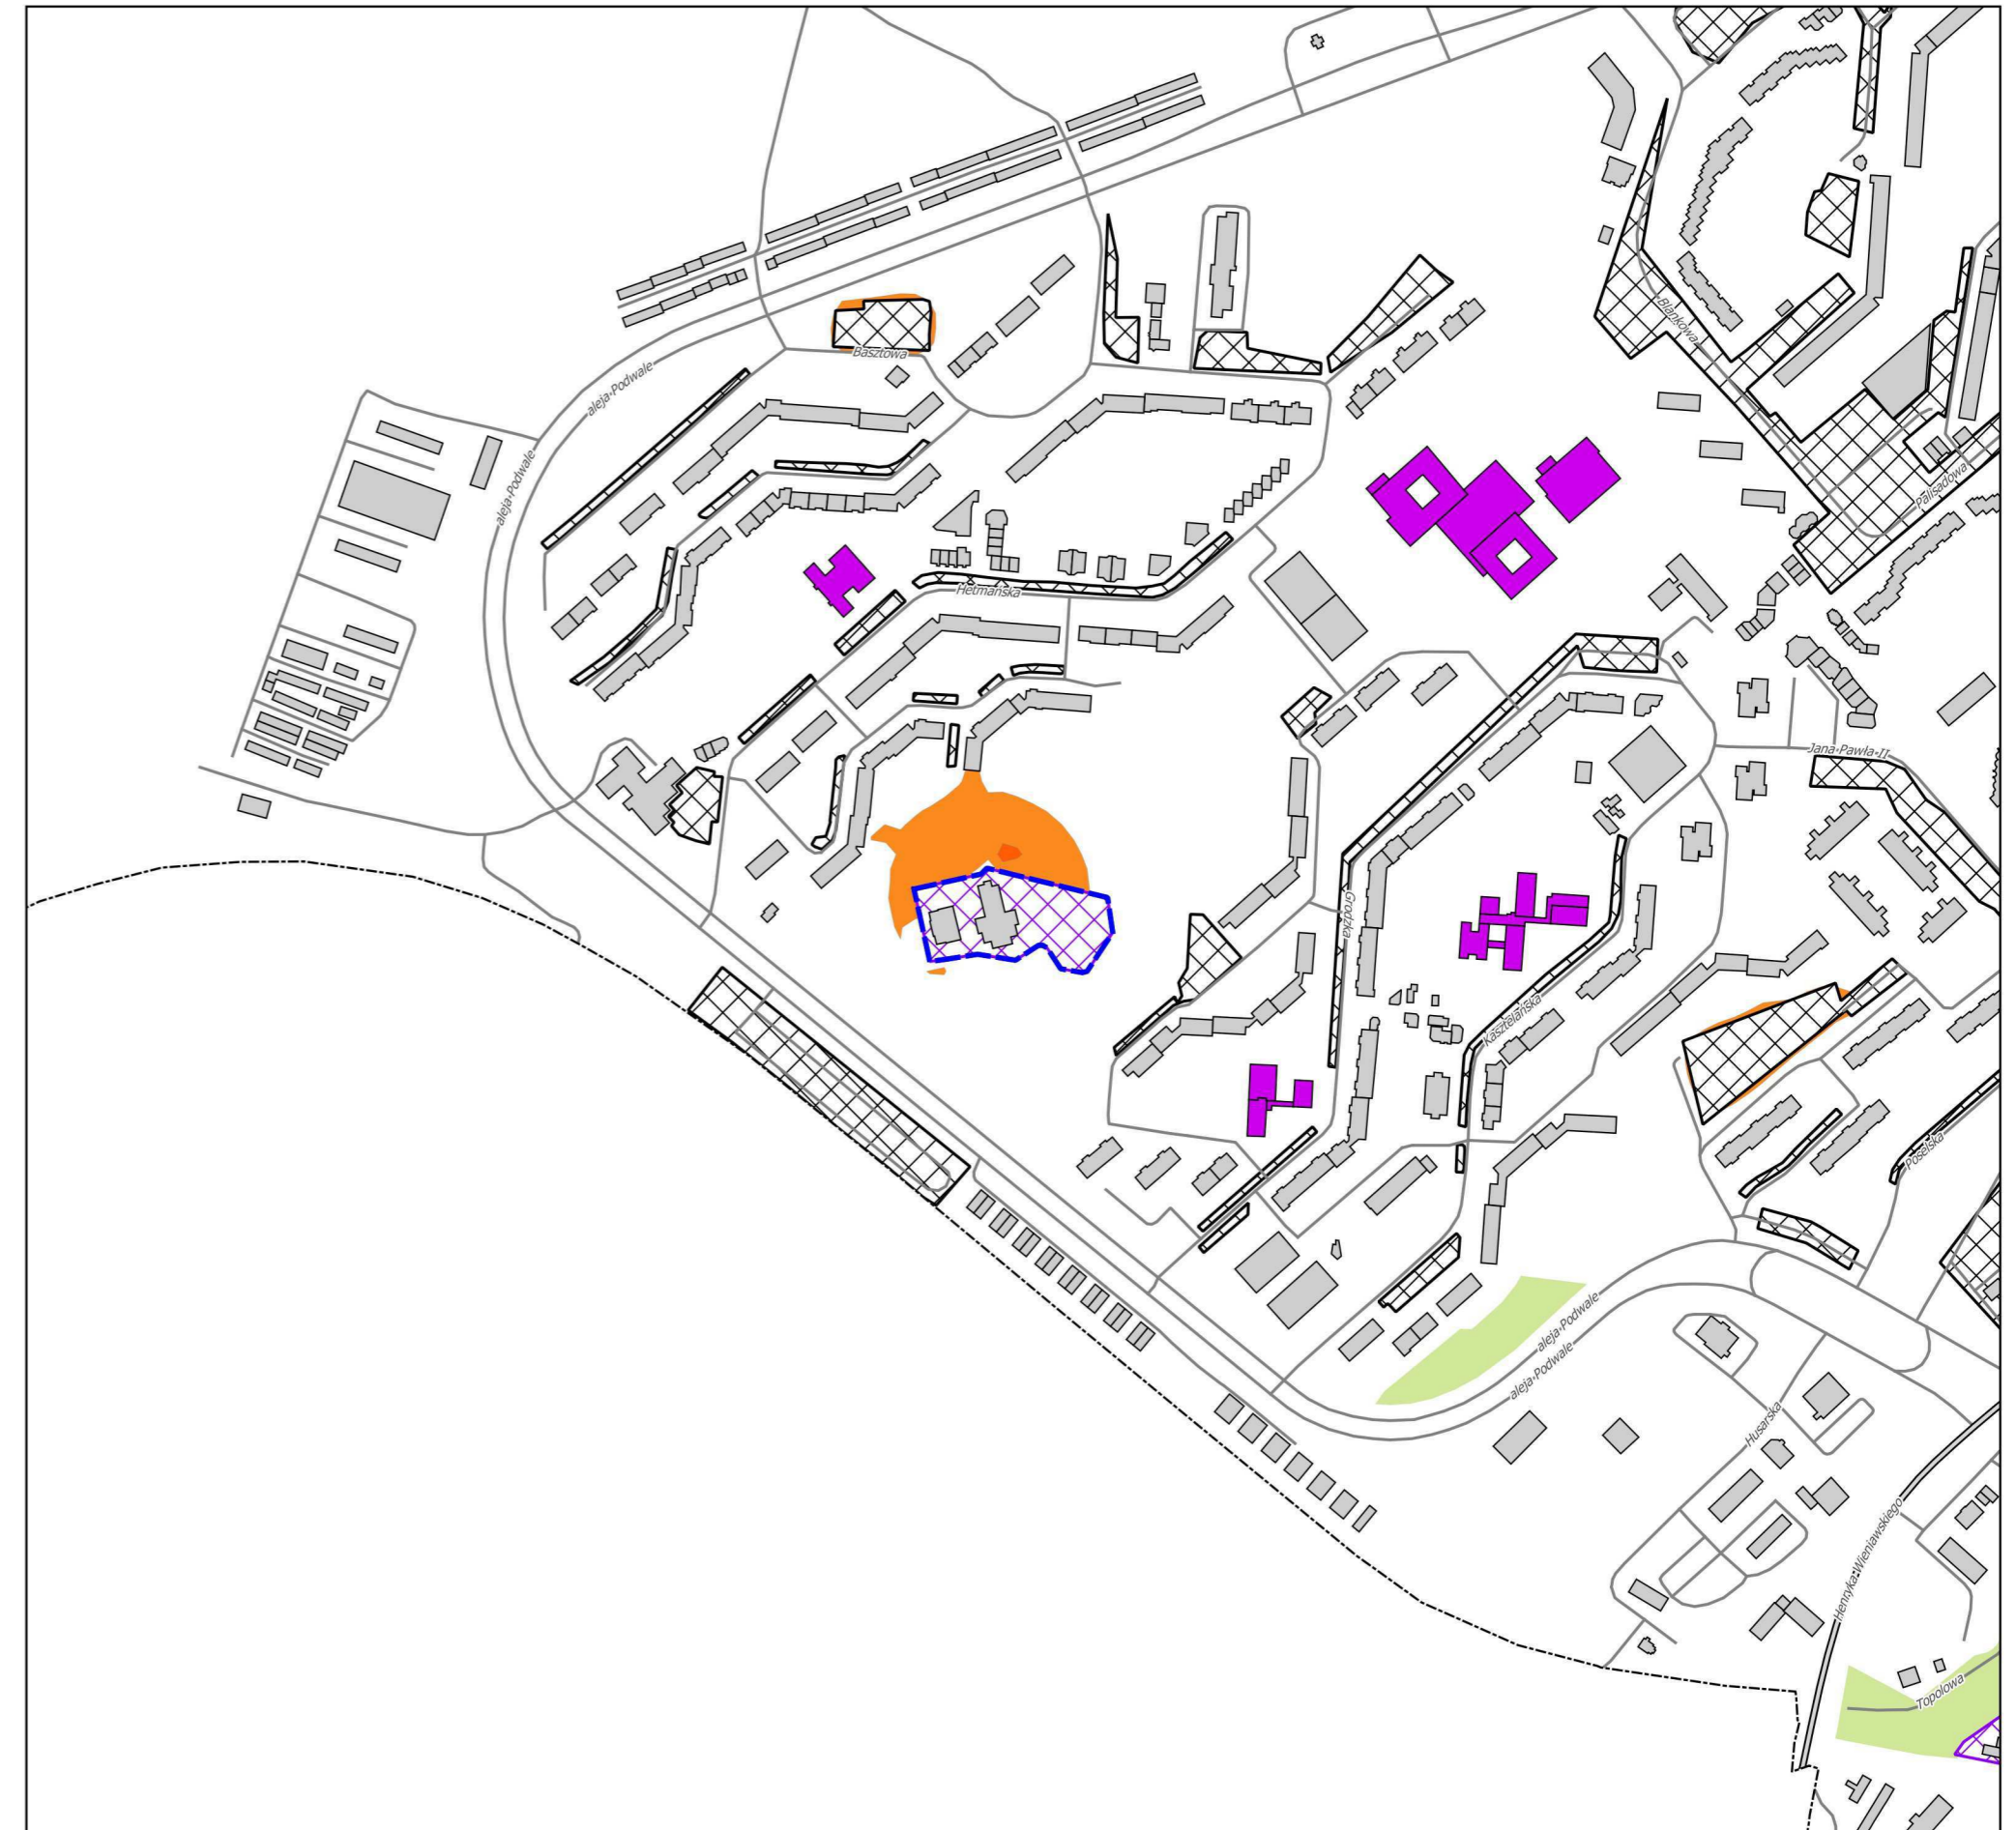 Blankowa
Basztowa
aleja Podwale
aleja Podwale
Palisadowa
Hetmańska
Jana Pawła II
Grodzka
Kasztelańska
Poselska
aleja Podwale
aleja Podwale
Husarska
Henryka Wieniawskiego
Topolowa